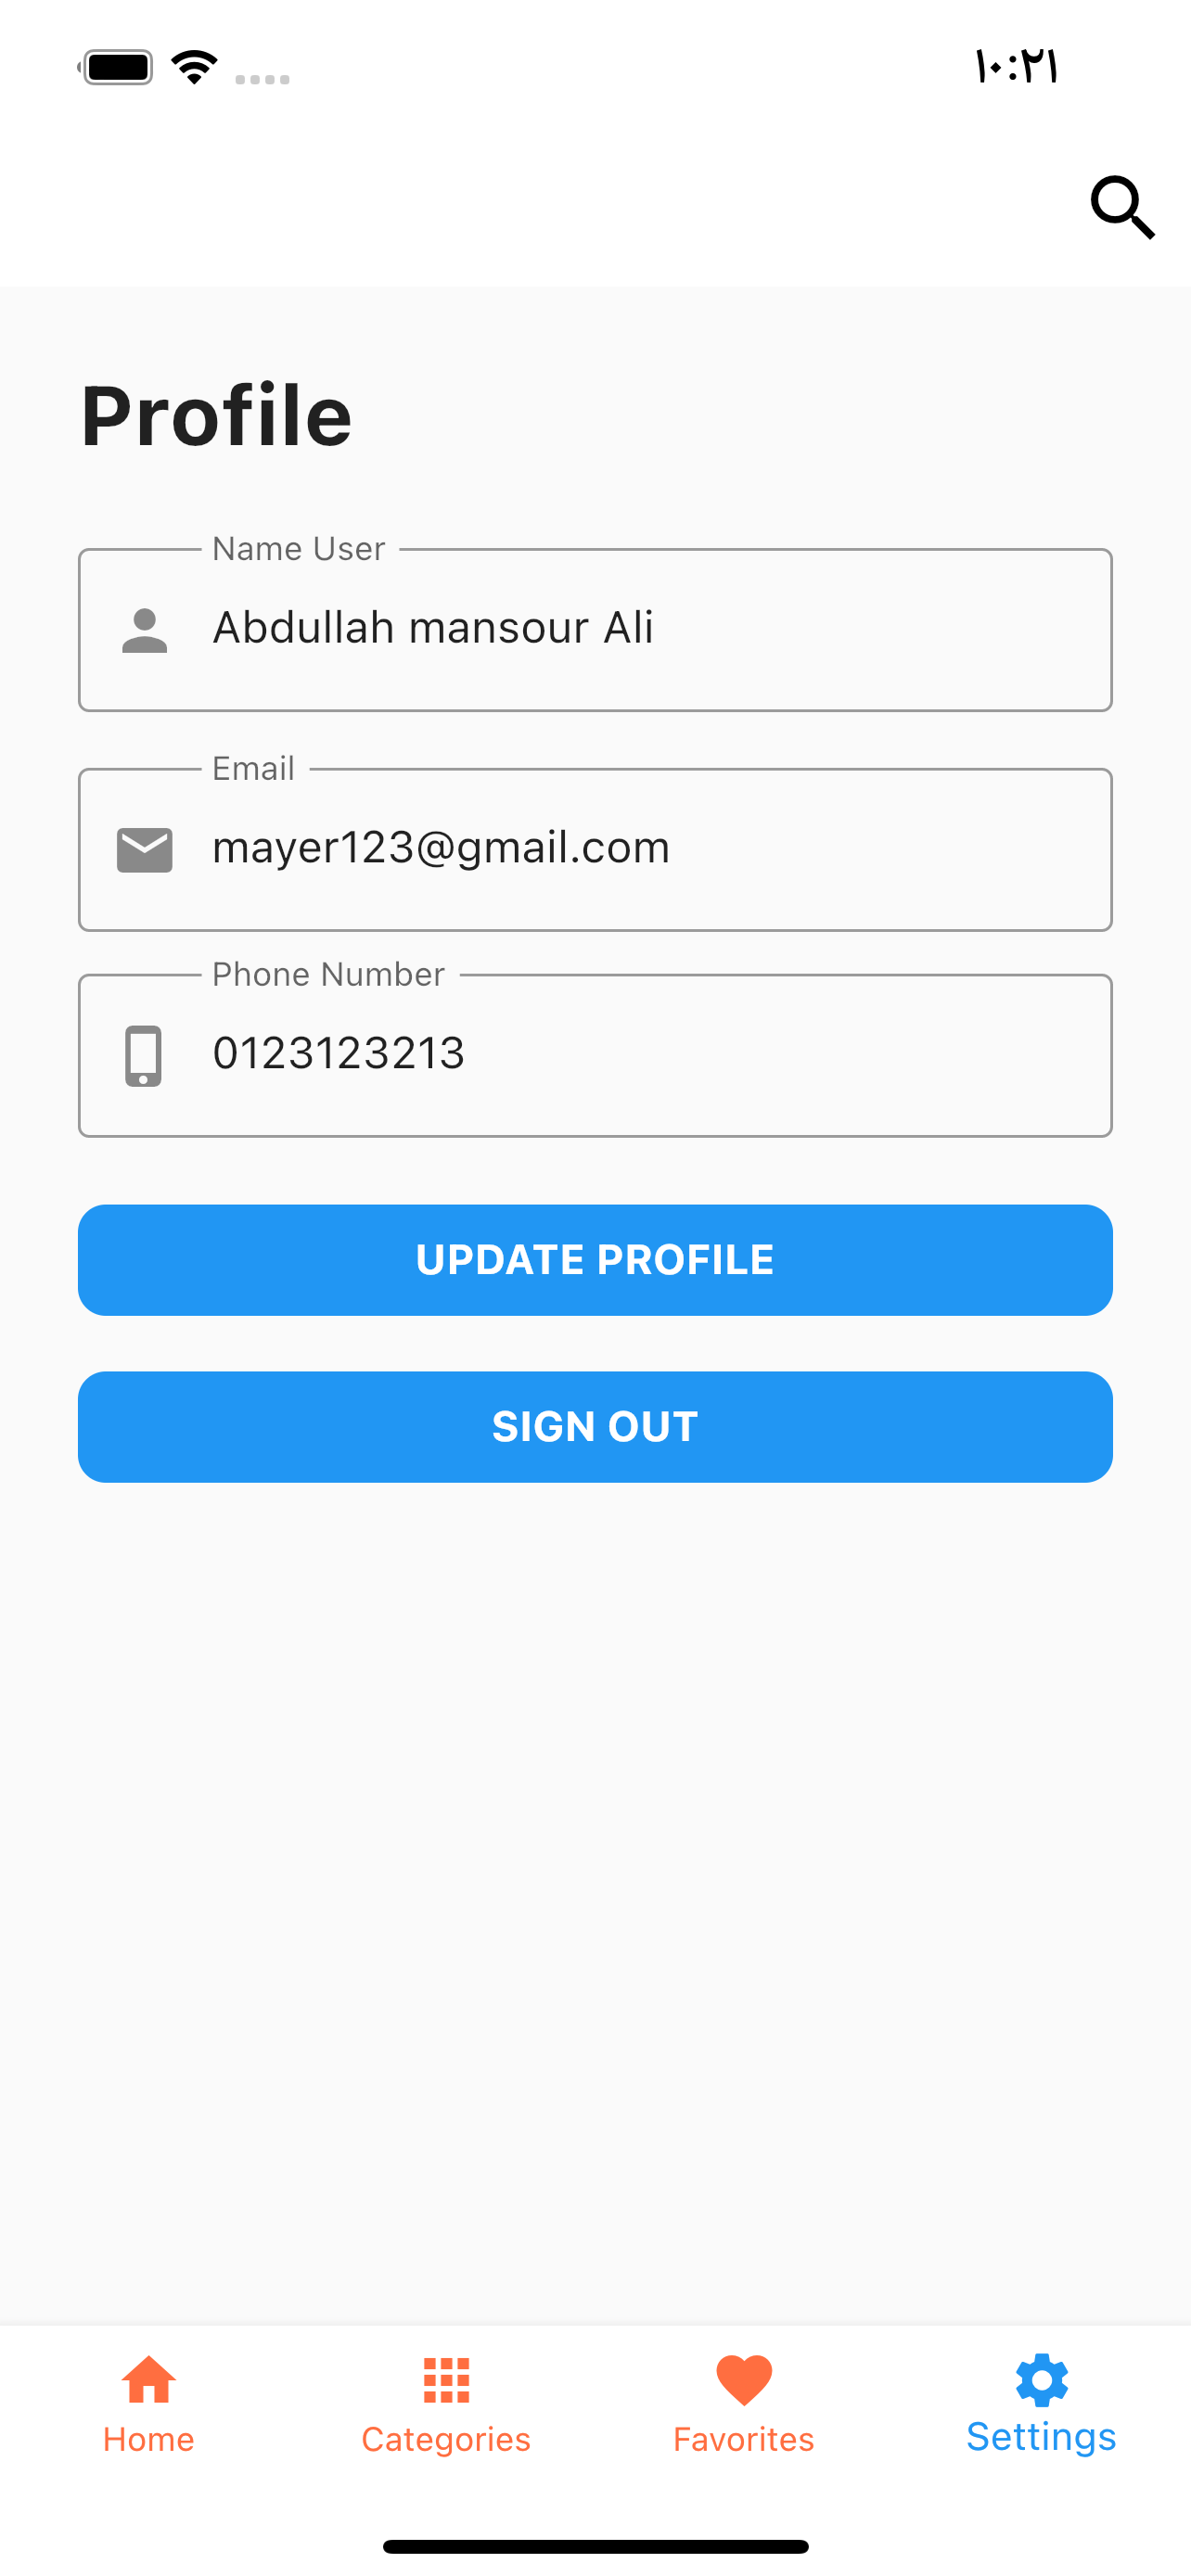 ١٠:٢١
Profile
Name User
Abdullah mansour Ali
Email
mayer123@gmail.com
Phone Number
0123123213
UPDATE PROFILE
SIGN OUT
Home
Categories
Favorites
Settings